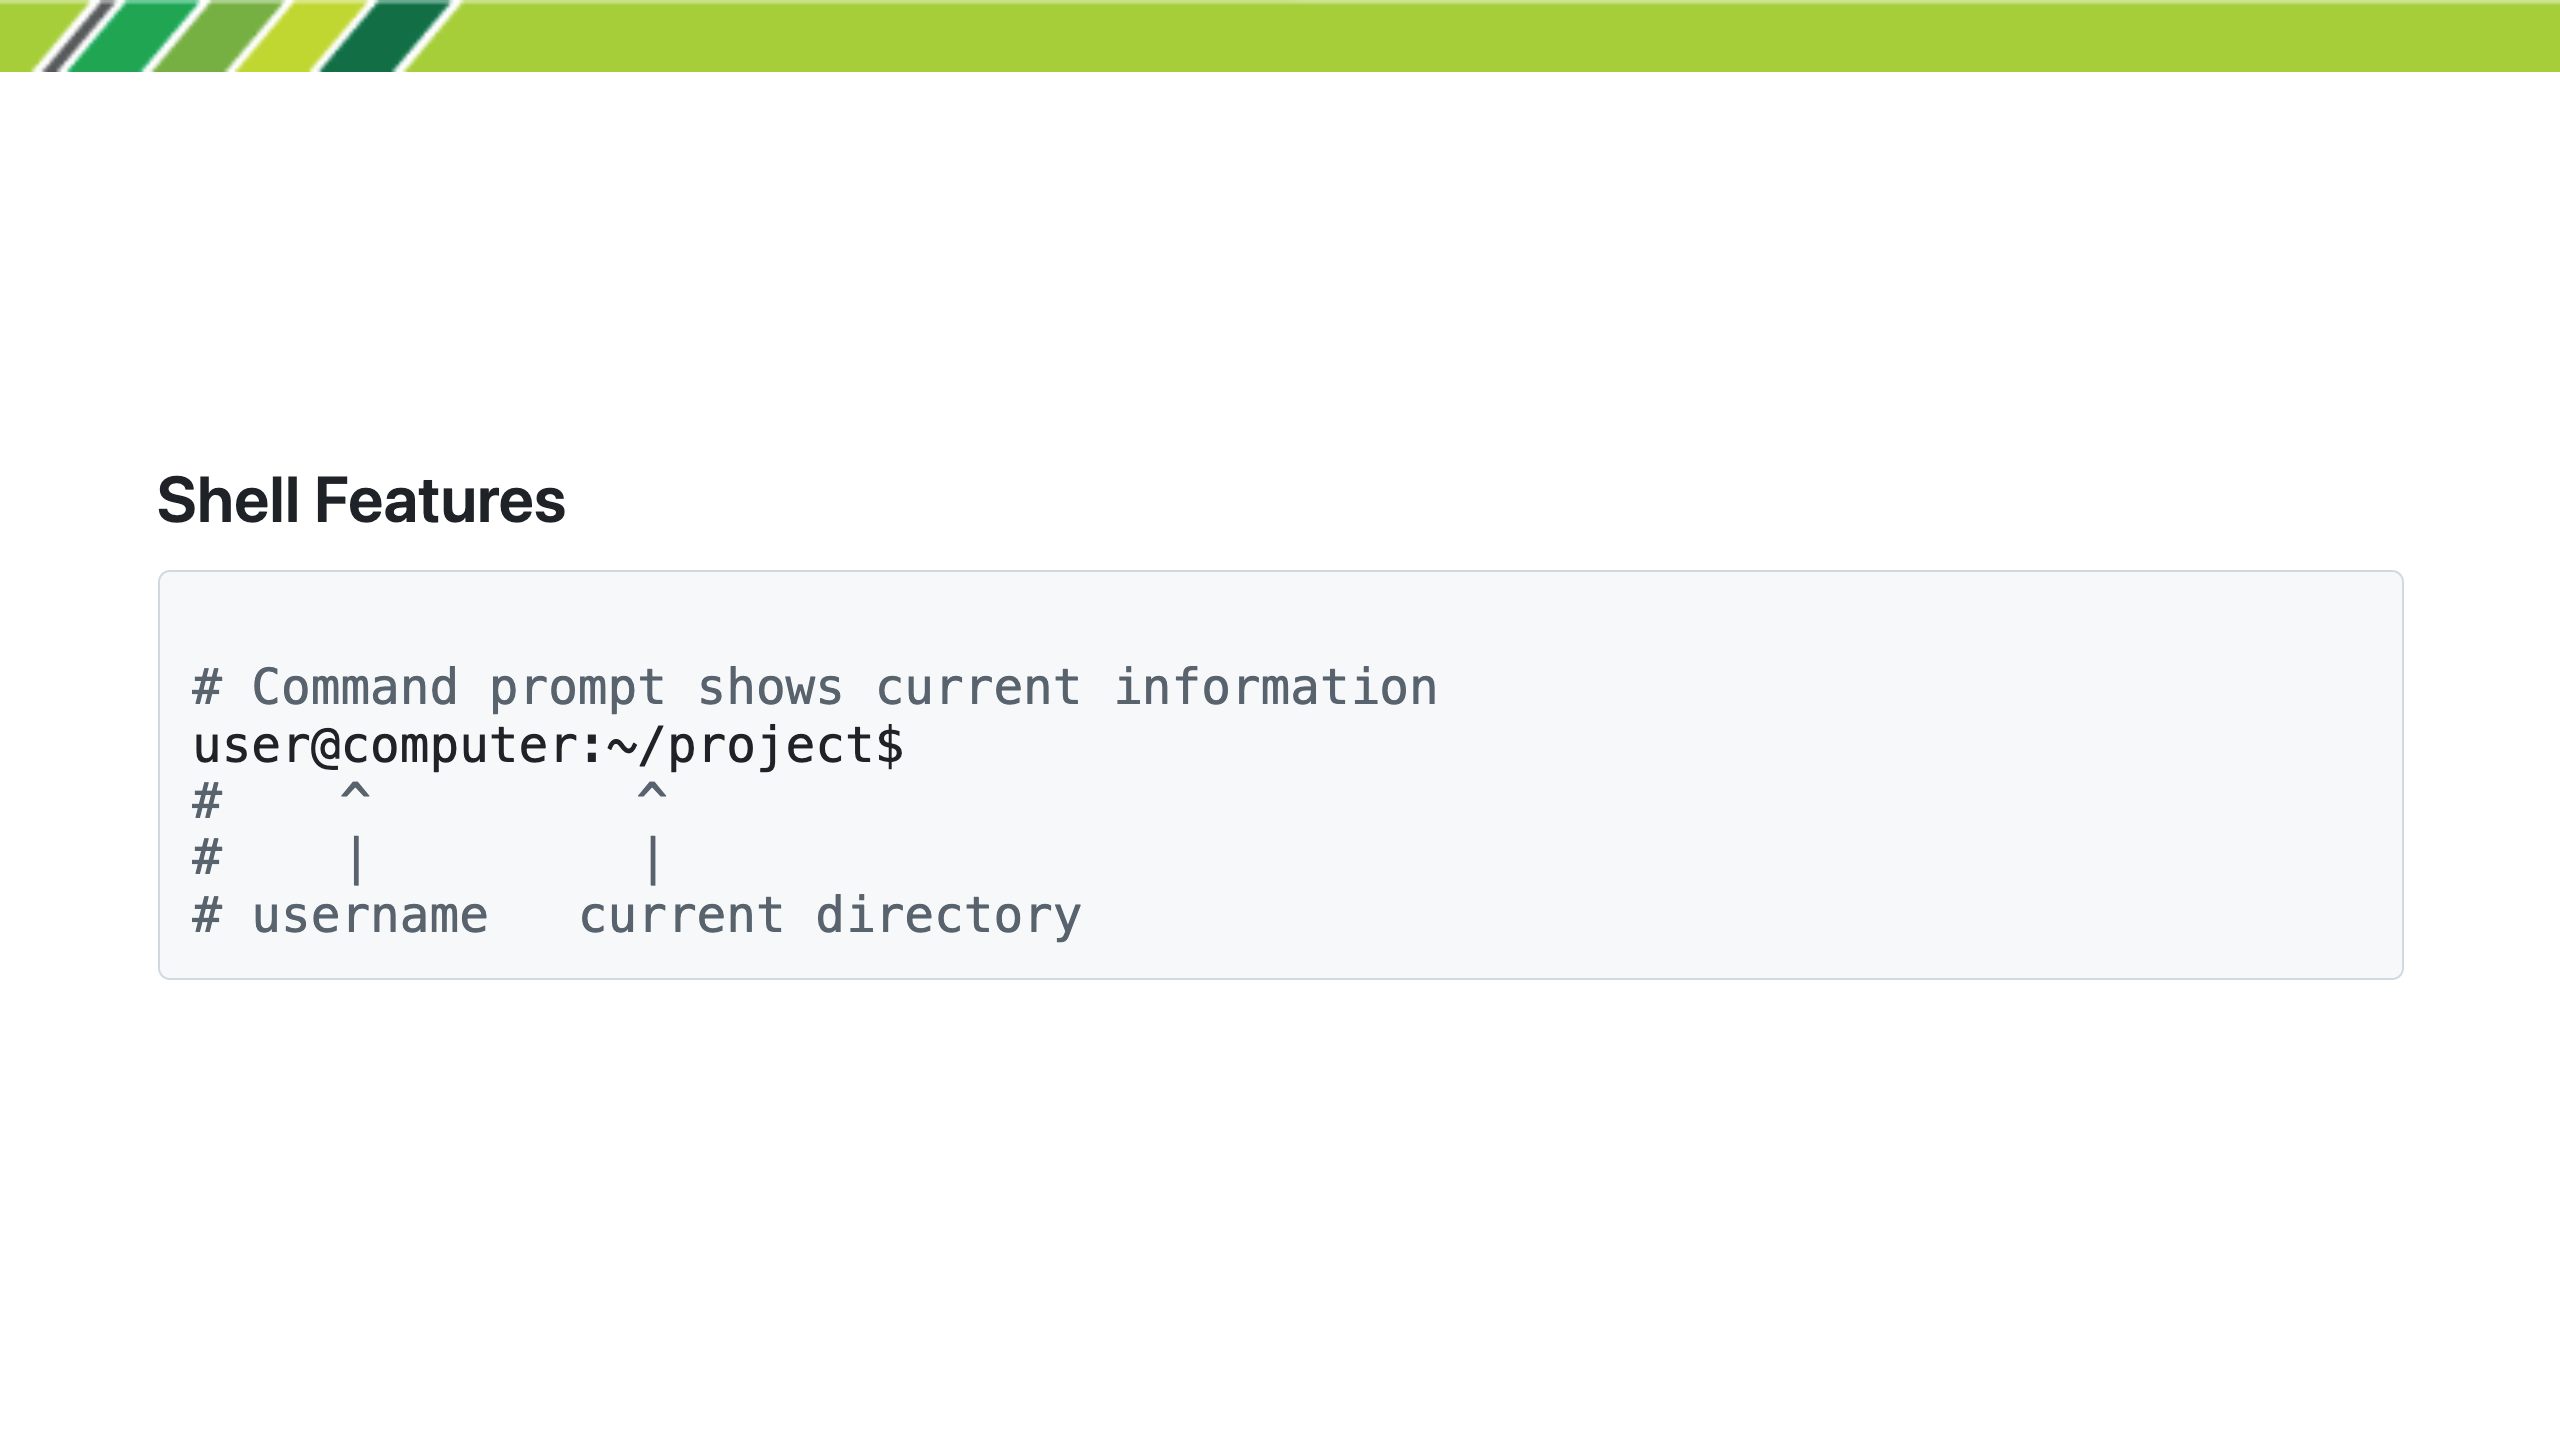 Shell Features
# Command prompt shows current information
user@computer:~/project$
#    ^         ^
#    |         |
# username   current directory